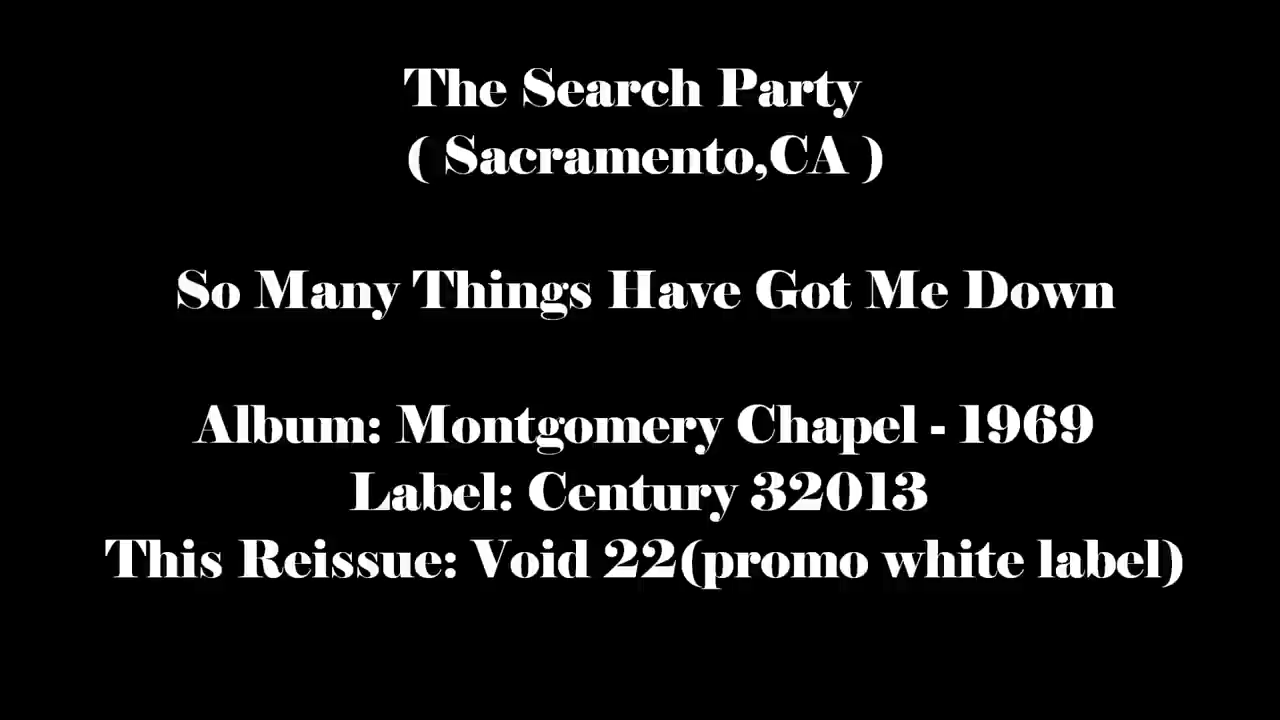 The Search Party
( Sacramento,CA )
So Many Things Have Got Me Down
Album: Montgomery Chapel - 1969
Label: Century 32013
This Reissue: Void 22(promo white label)